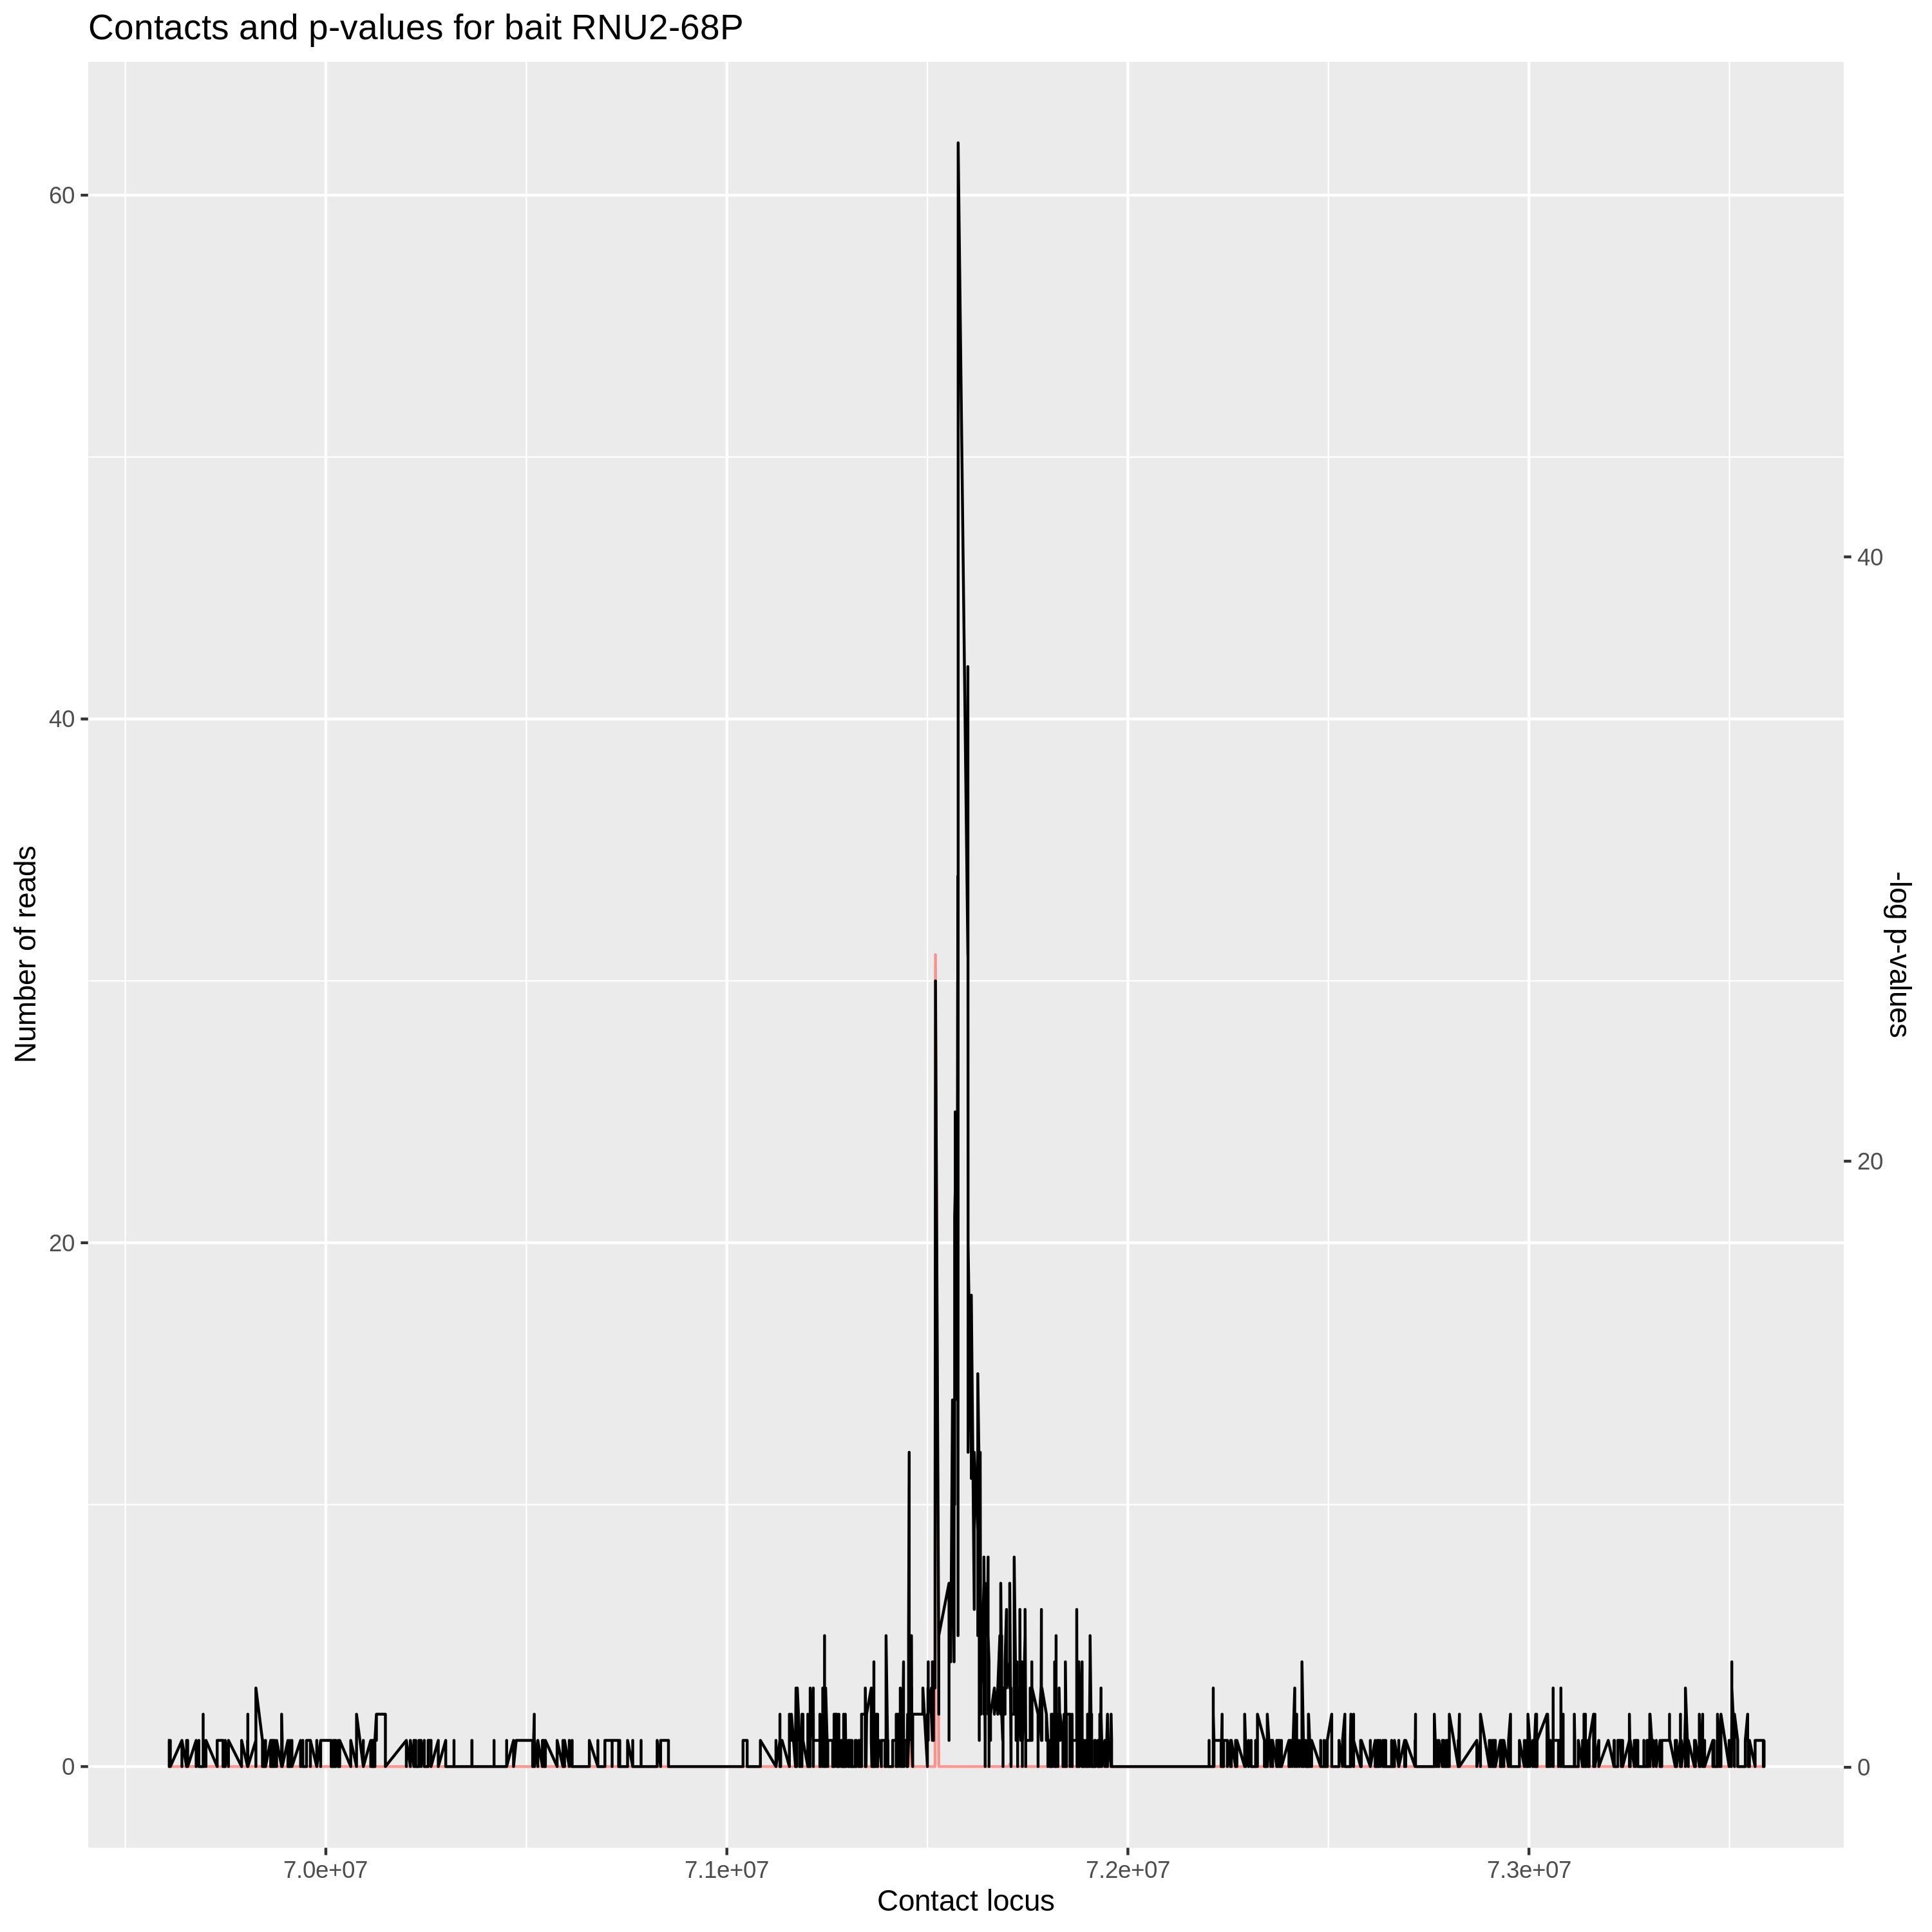 Contacts and p-values for bait RNU2-68P
60
40
20
0
Number of reads
40
20
0
-log p-values
7.0e+07
7.1e+07
7.2e+07
7.3e+07
Contact locus